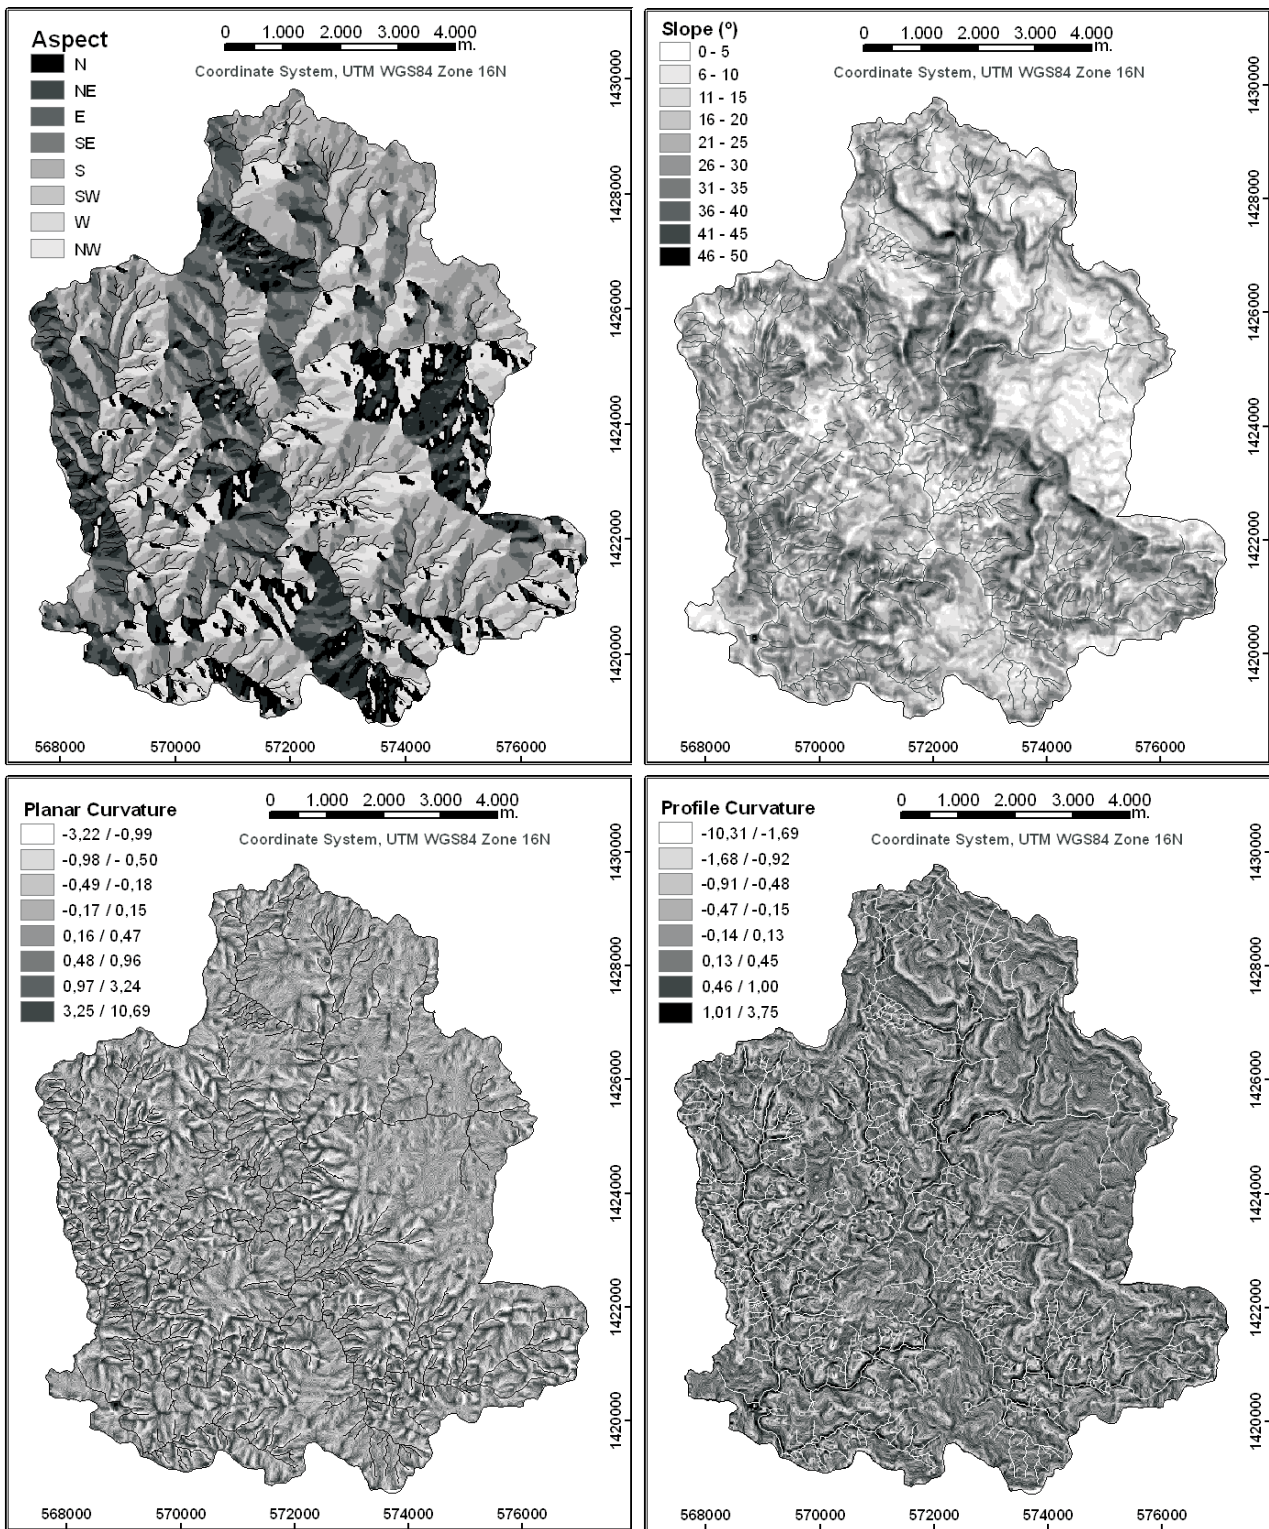 Aspect
0 1.000 2.000 3.000 4.000
m.
Coordinate System, UTM WGS84 Zone 16N
N
NE
E
SE
S
SW
W
NW
1430000
1428000
1426000
1424000
1422000
1420000
568000 570000 572000 574000 576000
Slope (º)
0 1.000 2.000 3.000 4.000
m.
Coordinate System, UTM WGS84 Zone 16N
0 - 5
6 - 10
11 - 15
16 - 20
21 - 25
26 - 30
31 - 35
36 - 40
41 - 45
46 - 50
1430000
1428000
1426000
1424000
1422000
1420000
568000 570000 572000 574000 576000
Planar Curvature
0 1.000 2.000 3.000 4.000
m.
Coordinate System, UTM WGS84 Zone 16N
-3,22 / -0,99
-0,98 / - 0,50
-0,49 / -0,18
-0,17 / 0,15
0,16 / 0,47
0,48 / 0,96
0,97 / 3,24
3,25 / 10,69
1430000
1428000
1426000
1424000
1422000
1420000
568000 570000 572000 574000 576000
Profile Curvature
0 1.000 2.000 3.000 4.000
m.
Coordinate System, UTM WGS84 Zone 16N
-10,31 / -1,69
-1,68 / -0,92
-0,91 / -0,48
-0,47 / -0,15
-0,14 / 0,13
0,13 / 0,45
0,46 / 1,00
1,01 / 3,75
1430000
1428000
1426000
1424000
1422000
1420000
568000 570000 572000 574000 576000